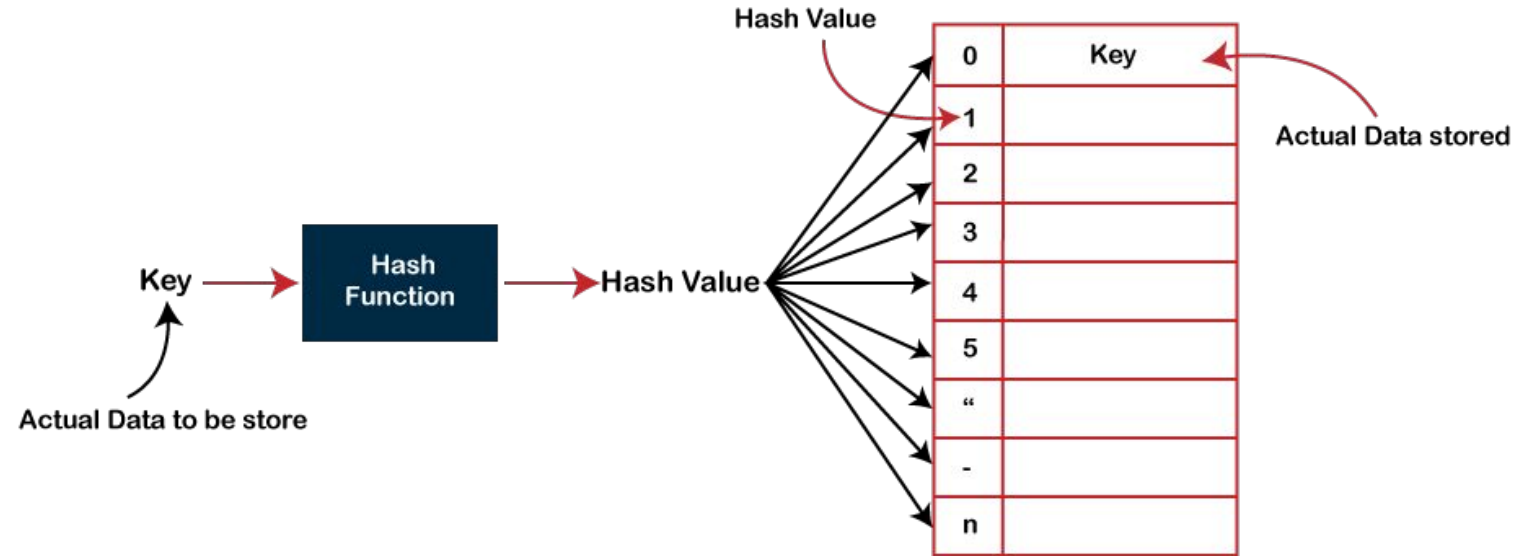 Hash Value
0 Key
1
Actual Data stored
2
3
Key
Hash
Function
Hash Value
4
5
Actual Data to be store
“
-
n